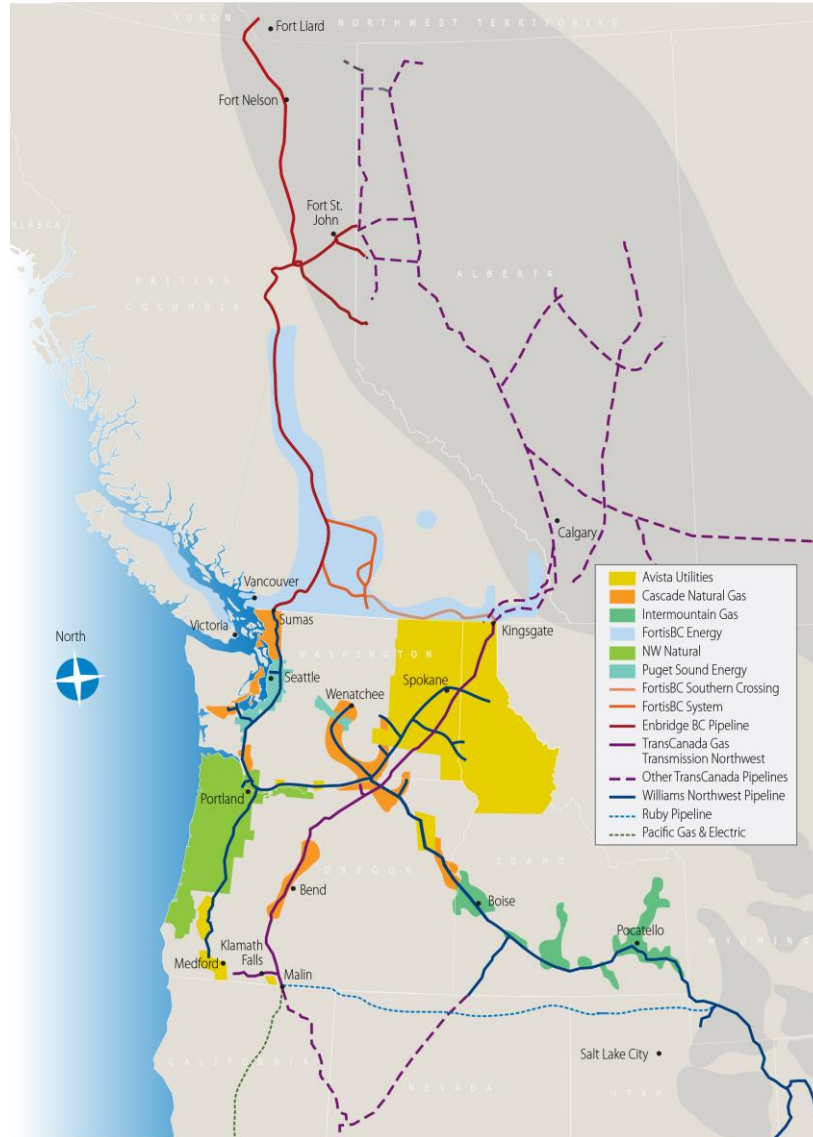 YUKON
NORTHWEST TERRITORIES
Fort Liard
Fort Nelson
Fort St.
John
ALASKA
BRITISH
COLUMBIA
ALBERTA
Calgary
Vancouver
Sumas
Victoria
Kingsgate
North
WASHINGTON
Seattle
Spokane
Wenatchee
Portland
OREGON
IDAHO
Bend
Boise
Pocatello
WYOMING
Klamath
Falls
Medford
Malin
Salt Lake City
CALIFORNIA
NEVADA
UTAH
Avista Utilities
Cascade Natural Gas
Intermountain Gas
FortisBC Energy
NW Natural
Puget Sound Energy
FortisBC Southern Crossing
FortisBC System
Enbridge BC Pipeline
TransCanada Gas
Transmission Northwest
Other TransCanada Pipelines
Williams Northwest Pipeline
Ruby Pipeline
Pacific Gas & Electric